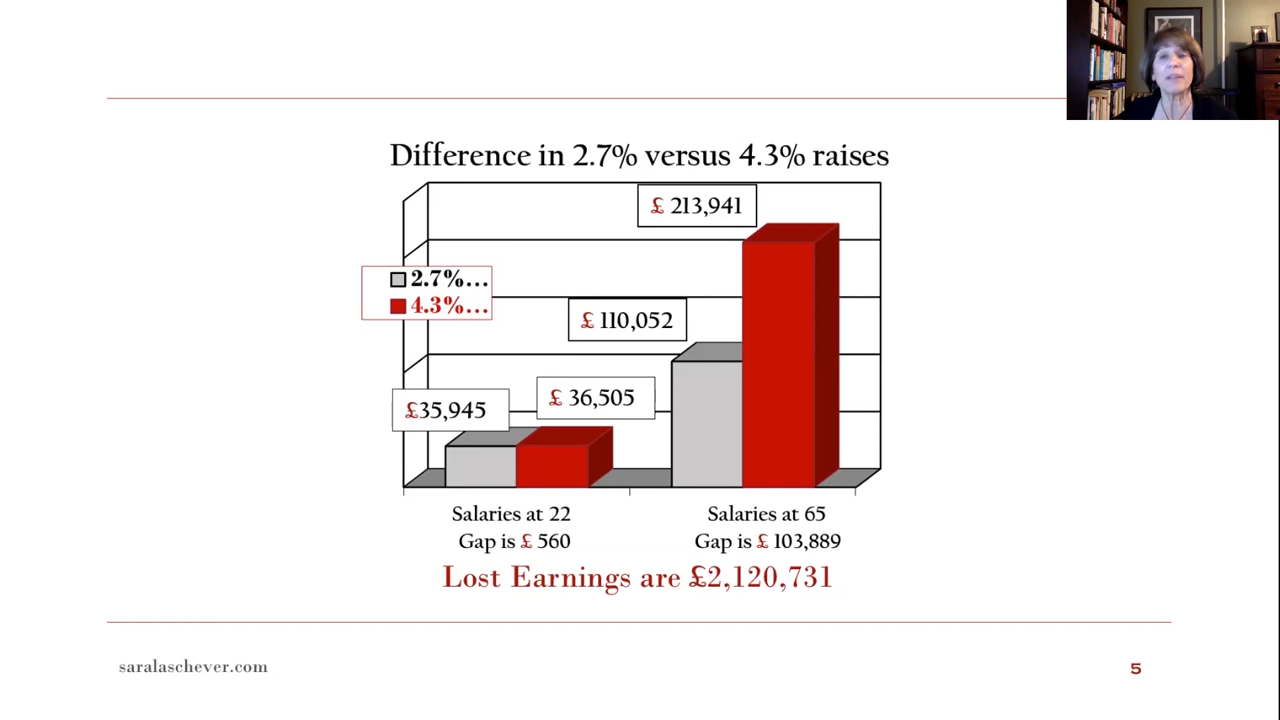 Difference in 2.7% versus 4.3% raises
£ 213,941
2.7%...
4.3%...
£ 110,052
£35,945
£ 36,505
Salaries at 22
Gap is £ 560
Salaries at 65
Gap is £ 103,889
Lost Earnings are £2,120,731
saralaschever.com
5